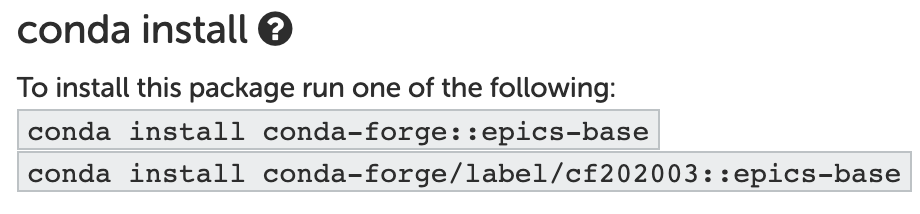 conda install ?
To install this package run one of the following:
conda install conda-forge::epics-base
conda install conda-forge/label/cf202003::epics-base